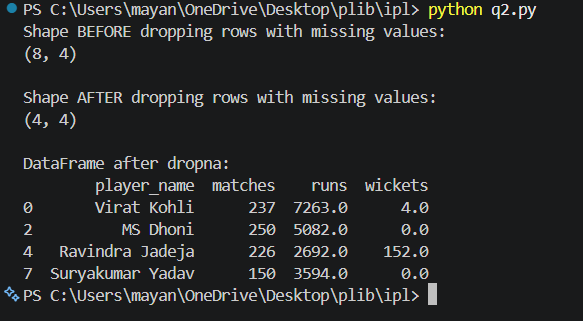 PS C:\Users\mayan\OneDrive\Desktop\plib\ipl> python q2.py
Shape BEFORE dropping rows with missing values:
(8, 4)

Shape AFTER dropping rows with missing values:
(4, 4)

DataFrame after dropna:
        player_name  matches    runs  wickets
0       Virat Kohli      237  7263.0      4.0
2          MS Dhoni      250  5082.0      0.0
4   Ravindra Jadeja      226  2692.0    152.0
7  Suryakumar Yadav      150  3594.0      0.0
PS C:\Users\mayan\OneDrive\Desktop\plib\ipl>